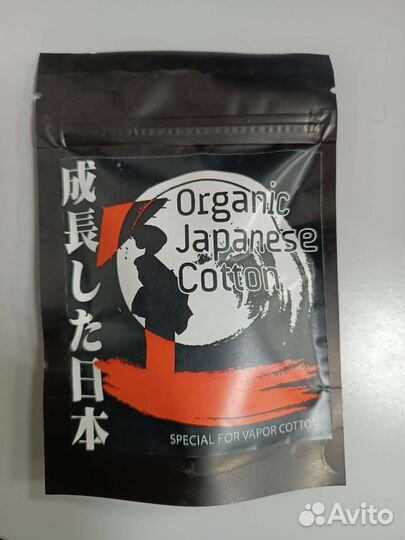 成長した日本
Organic
Japanese
Cotton
SPECIAL FOR VAPOR COTTON
Avito